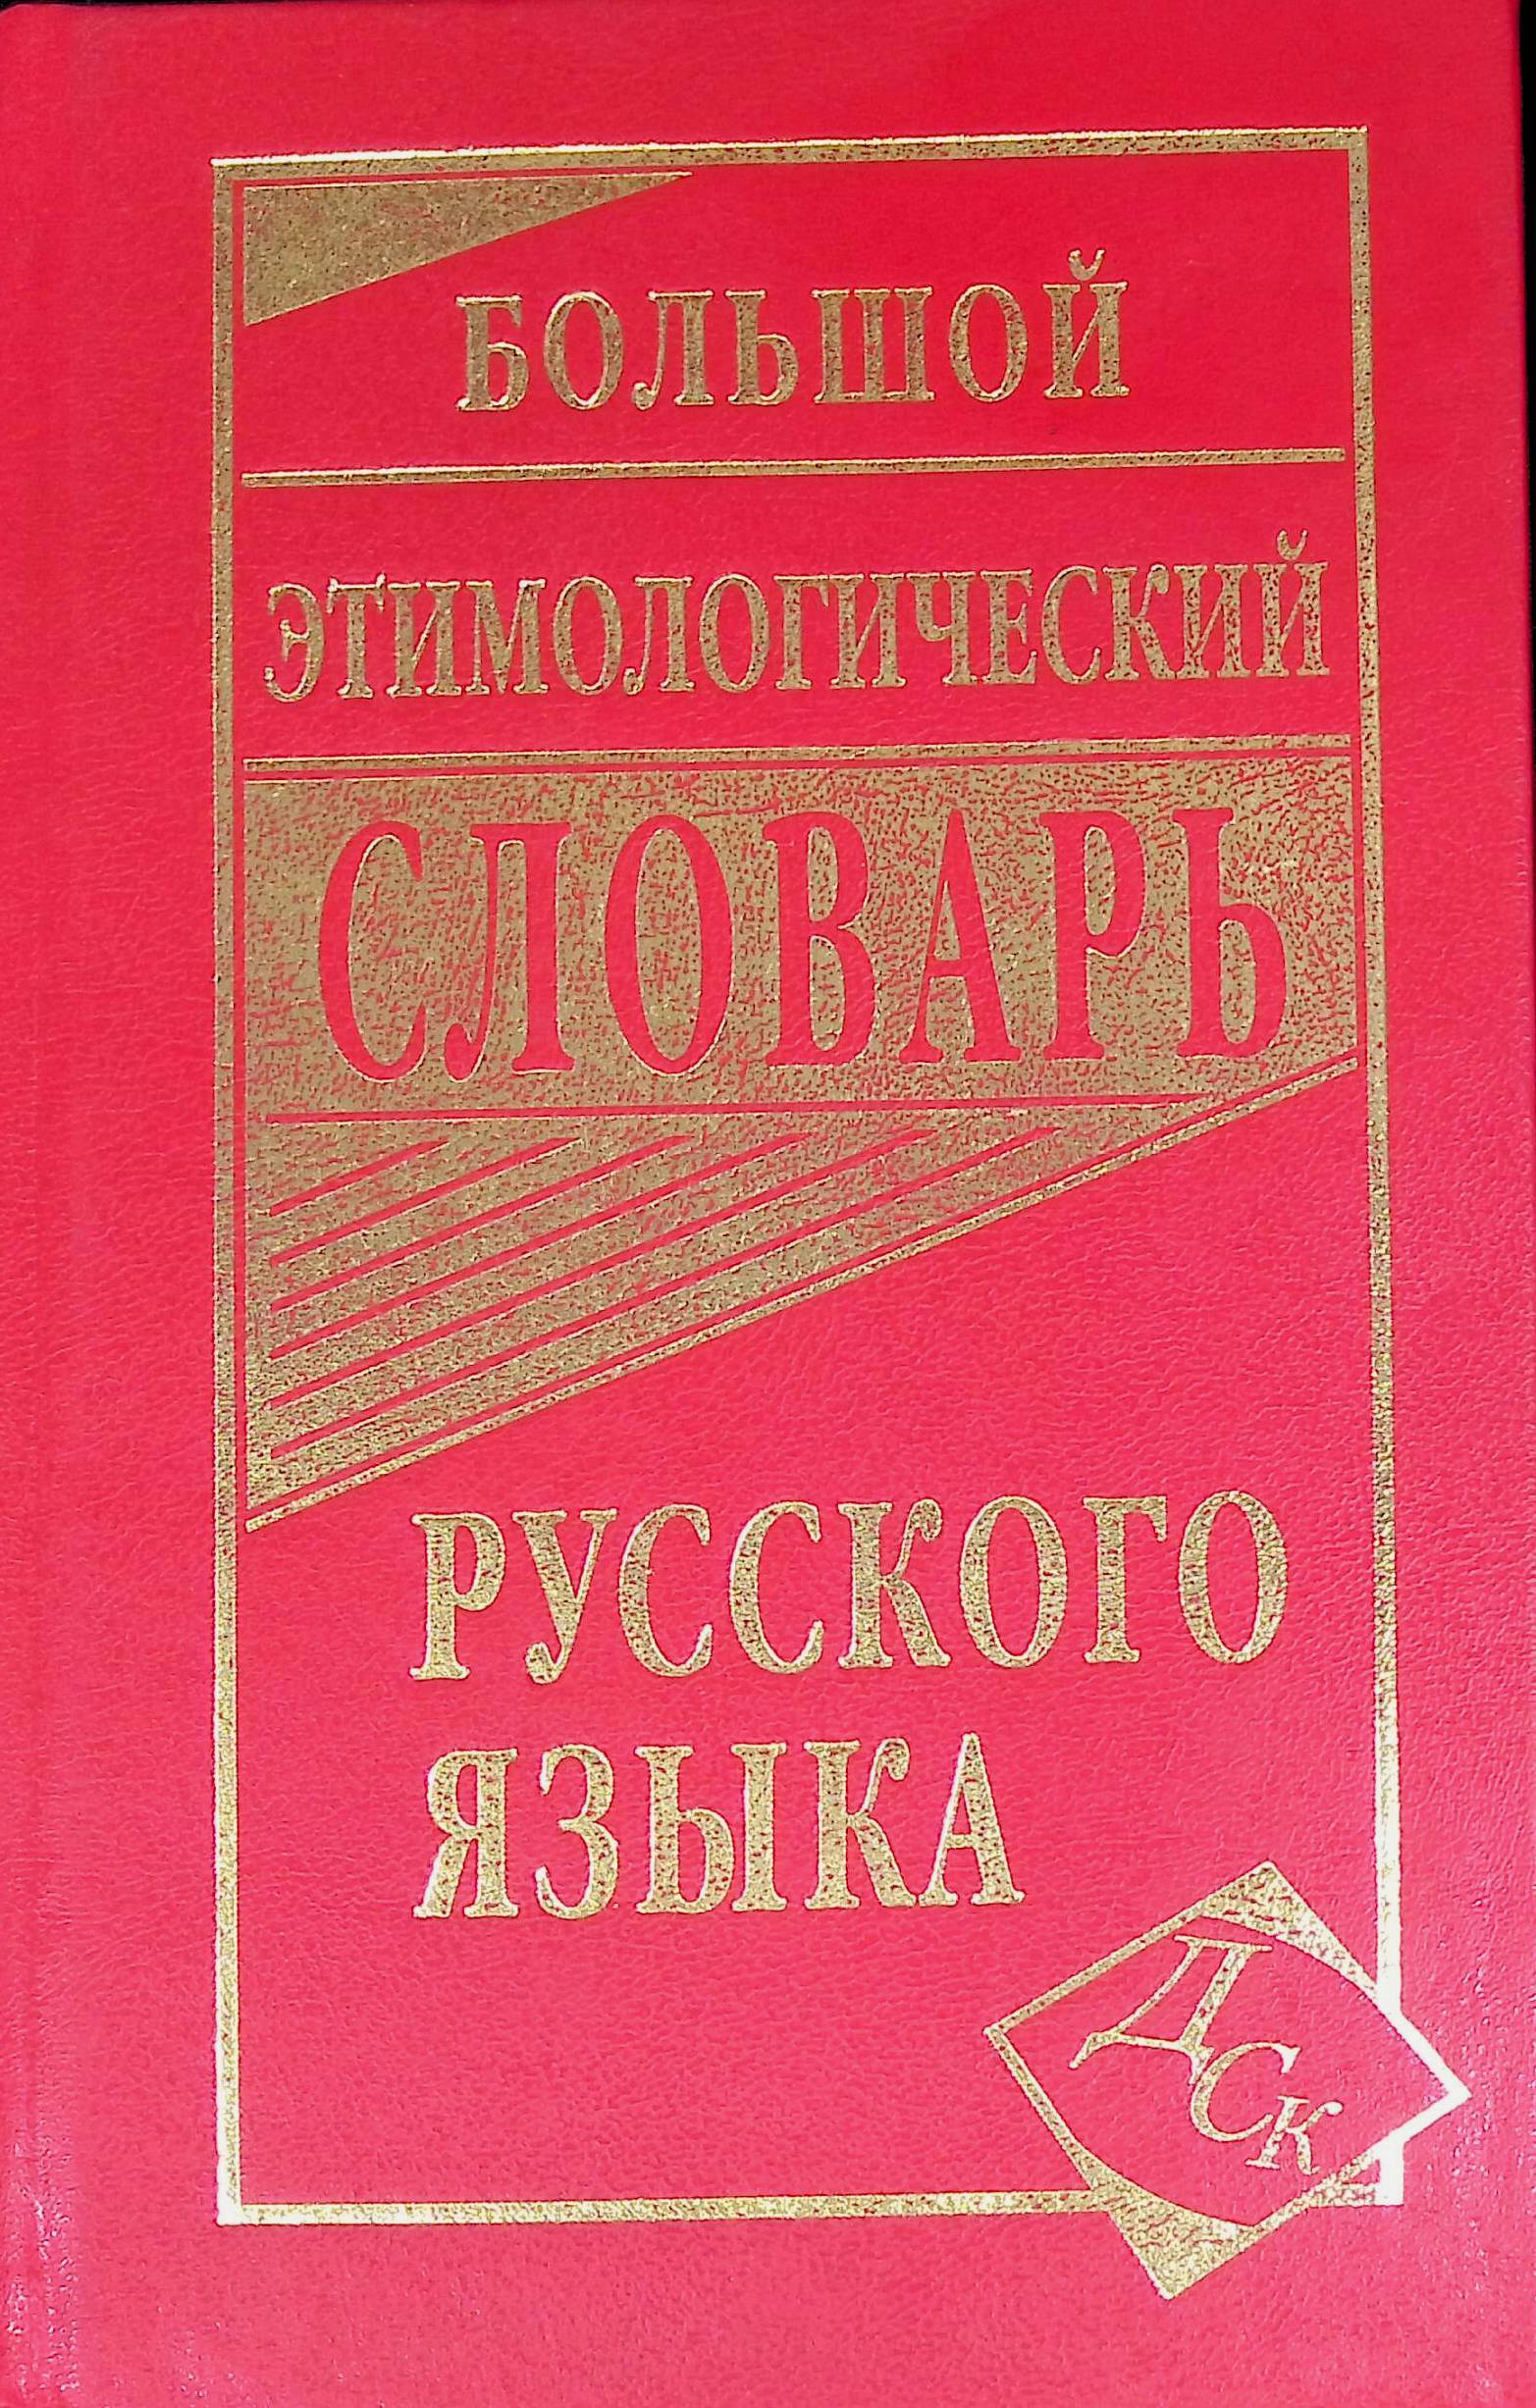 БОЛЬШОЙ
ЭТИМОЛОГИЧЕСКИЙ
СЛОВАРЬ
РУССКОГО
ЯЗЫКА
ДСК